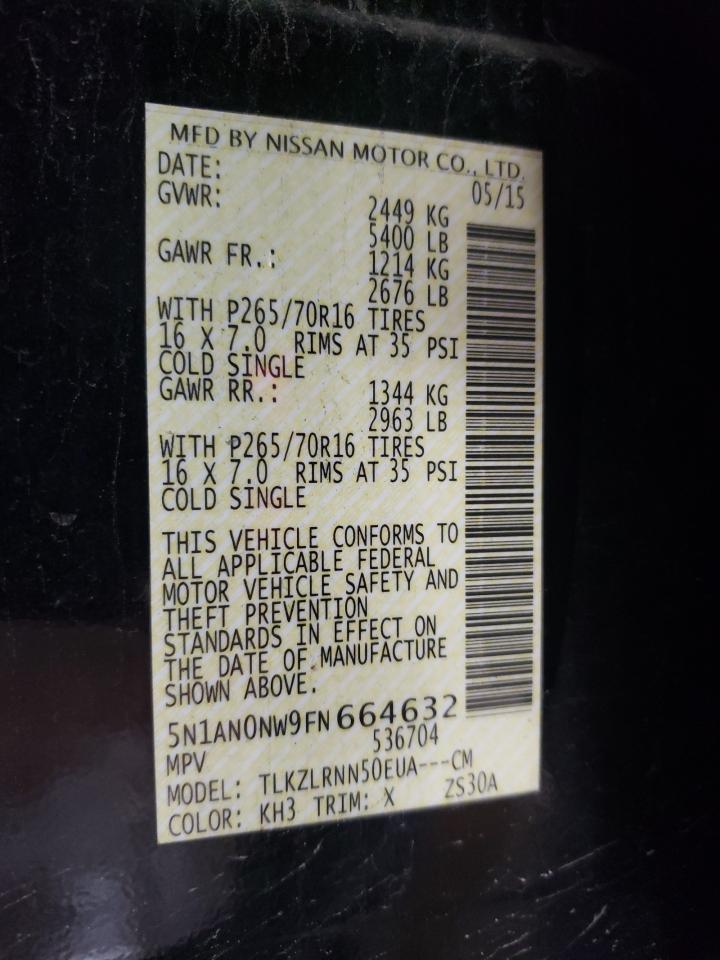 MFD BY NISSAN MOTOR CO., LTD.
DATE: 05/15
GVWR: 2449 KG
5400 LB
GAWR FR.: 1214 KG
2676 LB
WITH P265/70R16 TIRES
16 X 7.0 RIMS AT 35 PSI
COLD SINGLE
GAWR RR.: 1344 KG
2963 LB
WITH P265/70R16 TIRES
16 X 7.0 RIMS AT 35 PSI
COLD SINGLE
THIS VEHICLE CONFORMS TO
ALL APPLICABLE FEDERAL
MOTOR VEHICLE SAFETY AND
THEFT PREVENTION
STANDARDS IN EFFECT ON
THE DATE OF MANUFACTURE
SHOWN ABOVE.
5N1AN0NW9FN664632
MPV 536704
MODEL: TLKZLRNN50EUA---CM
COLOR: KH3 TRIM: X ZS30A